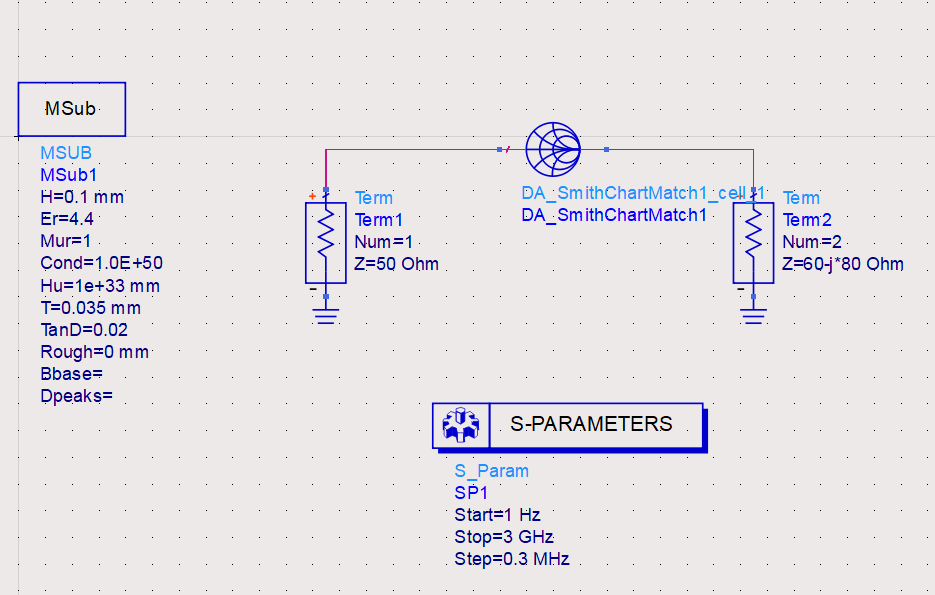 MSub
MSUB
MSub1
H=0.1 mm
Er=4.4
Mur=1
Cond=1.0E+50
Hu=1e+33 mm
T=0.035 mm
TanD=0.02
Rough=0 mm
Bbase=
Dpeaks=
+
Term
Term1
Num=1
Z=50 Ohm
-
DA_SmithChartMatch1_cell_1
DA_SmithChartMatch1
Term
Term2
Num=2
Z=60-j*80 Ohm
-
S-PARAMETERS
S_Param
SP1
Start=1 Hz
Stop=3 GHz
Step=0.3 MHz